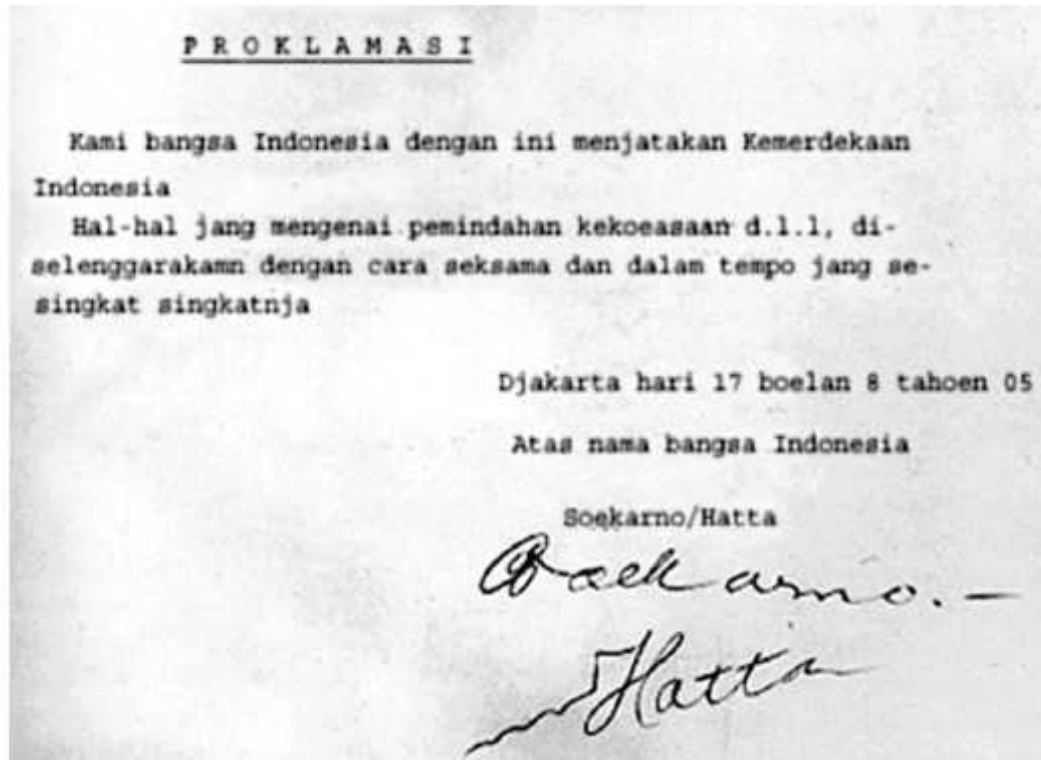 P R O K L A M A S I
Kami bangsa Indonesia dengan ini menjatakan Kemerdekaan
Indonesia
Hal-hal jang mengenai pemindahan kekoeasaan d.l.l, di-
selenggarakamn dengan cara seksama dan dalam tempo jang se-
singkat singkatnja
Djakarta hari 17 boelan 8 tahoen 05
Atas nama bangsa Indonesia
Soekarno/Hatta
Soekarno.—
Hatta